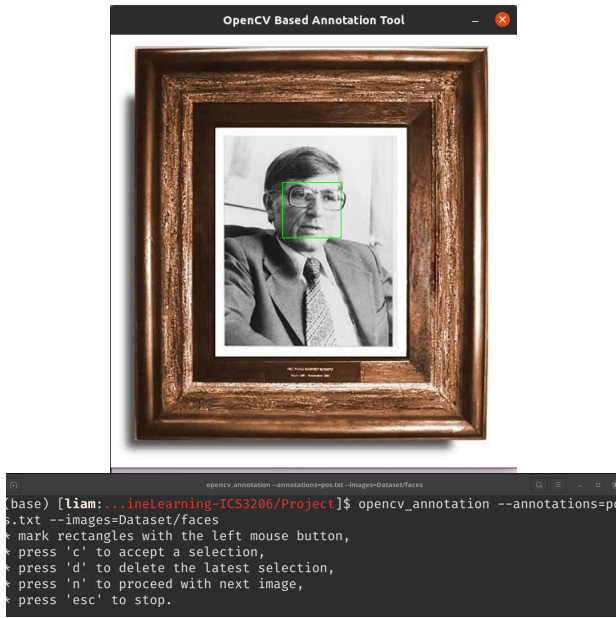 OpenCV Based Annotation Tool
opencv_annotation --annotations=pos.txt --images=Dataset/faces
(base) [liam:...ineLearning-ICS3206/Project]$ opencv_annotation --annotations=po
s.txt --images=Dataset/faces
* mark rectangles with the left mouse button,
* press 'c' to accept a selection,
* press 'd' to delete the latest selection,
* press 'n' to proceed with next image,
* press 'esc' to stop.